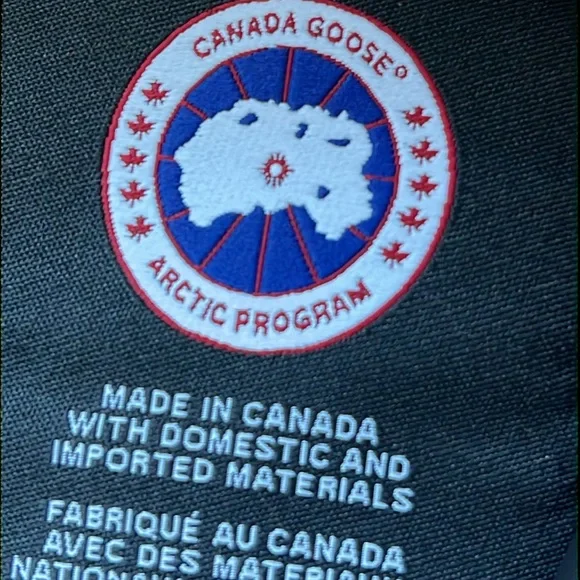 CANADA GOOSE®
ARCTIC PROGRAM
MADE IN CANADA
WITH DOMESTIC AND
IMPORTED MATERIALS
FABRIQUÉ AU CANADA
AVEC DES